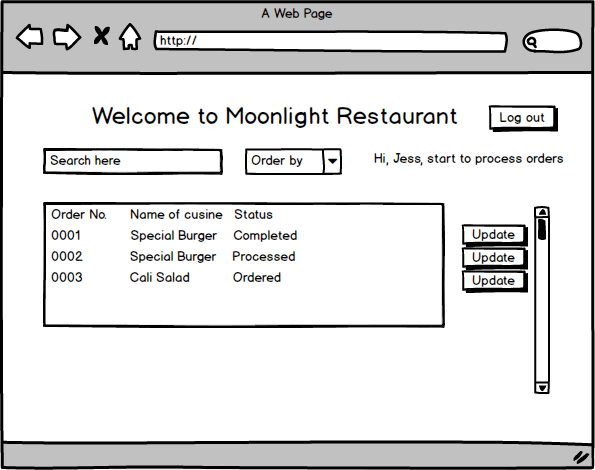 A Web Page
http://
Welcome to Moonlight Restaurant
Log out
Search here
Order by
Hi, Jess, start to process orders
Order No. Name of cusine Status
0001 Special Burger Completed Update
0002 Special Burger Processed Update
0003 Cali Salad Ordered Update